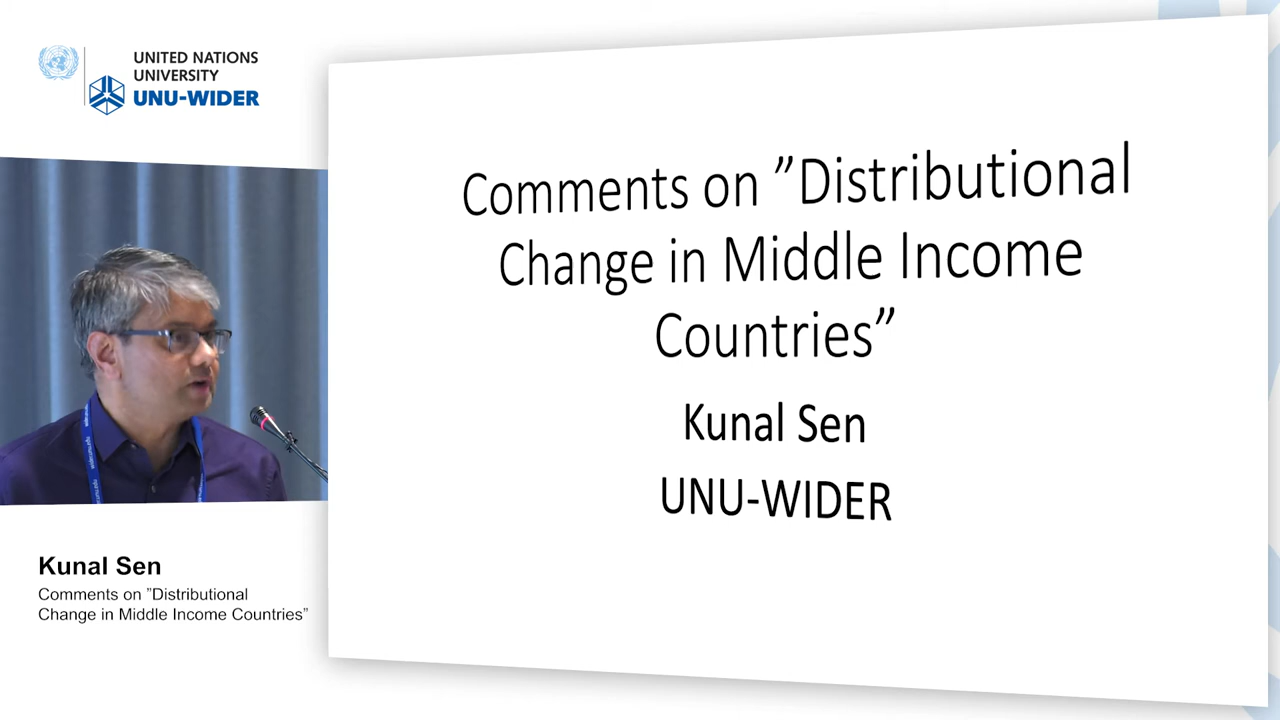 UNITED NATIONS
UNIVERSITY
UNU-WIDER
Comments on ”Distributional
Change in Middle Income
Countries”
Kunal Sen
UNU-WIDER
Kunal Sen
Comments on ”Distributional
Change in Middle Income Countries”